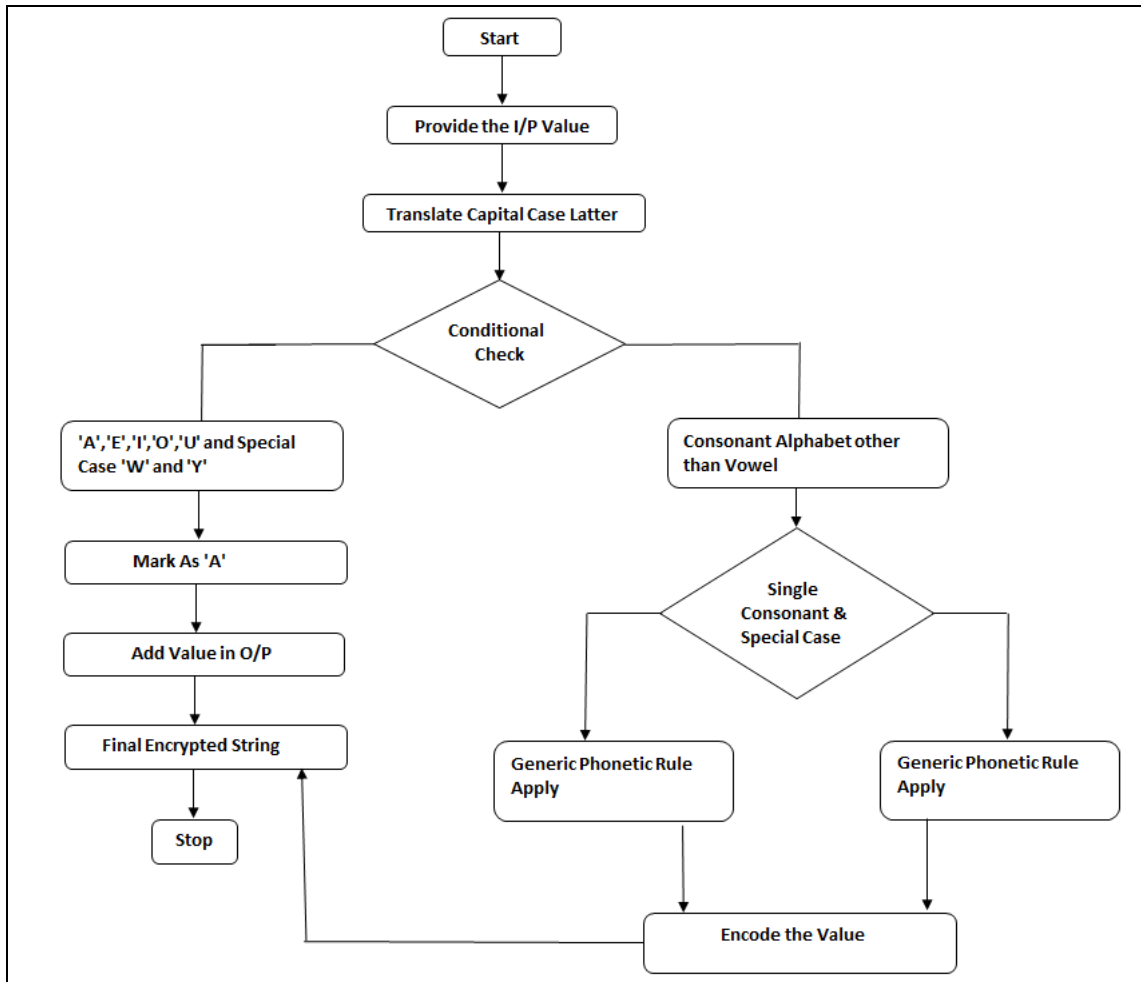 Start
Provide the I/P Value
Translate Capital Case Latter
Conditional
Check
'A','E','I','O','U' and Special
Case 'W' and 'Y'
Mark As 'A'
Add Value in O/P
Final Encrypted String
Stop
Consonant Alphabet other
than Vowel
Single
Consonant &
Special Case
Generic Phonetic Rule
Apply
Generic Phonetic Rule
Apply
Encode the Value